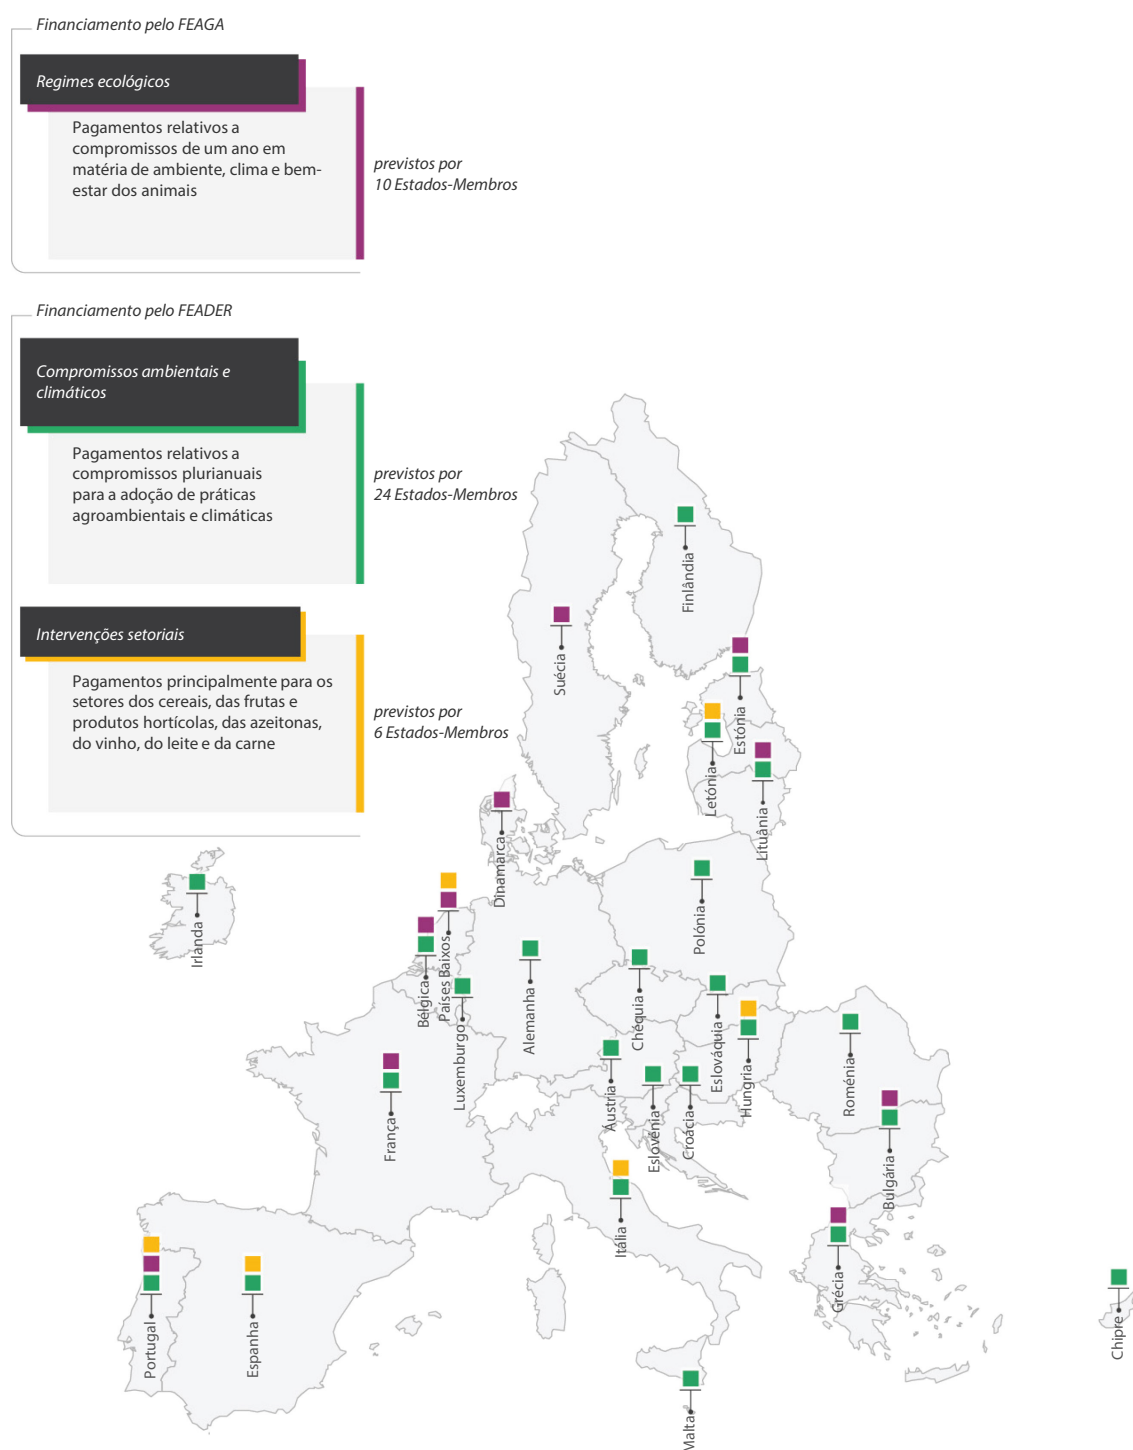 Financiamento pelo FEAGA
Regimes ecológicos
Pagamentos relativos a
compromissos de um ano em
matéria de ambiente, clima e bem-
estar dos animais
previstos por
10 Estados-Membros
Financiamento pelo FEADER
Compromissos ambientais e
climáticos
Pagamentos relativos a
compromissos plurianuais
para a adoção de práticas
agroambientais e climáticas
previstos por
24 Estados-Membros
Intervenções setoriais
Pagamentos principalmente para os
setores dos cereais, das frutas e
produtos hortícolas, das azeitonas,
do vinho, do leite e da carne
previstos por
6 Estados-Membros
Finlândia
Suécia
Estónia
Letónia
Lituânia
Dinamarca
Irlanda
Países Baixos
Bélgica
Luxemburgo
Alemanha
Polónia
Chéquia
Eslováquia
Hungria
Áustria
Eslovénia
Croácia
Roménia
Bulgária
França
Itália
Grécia
Portugal
Espanha
Malta
Chipre